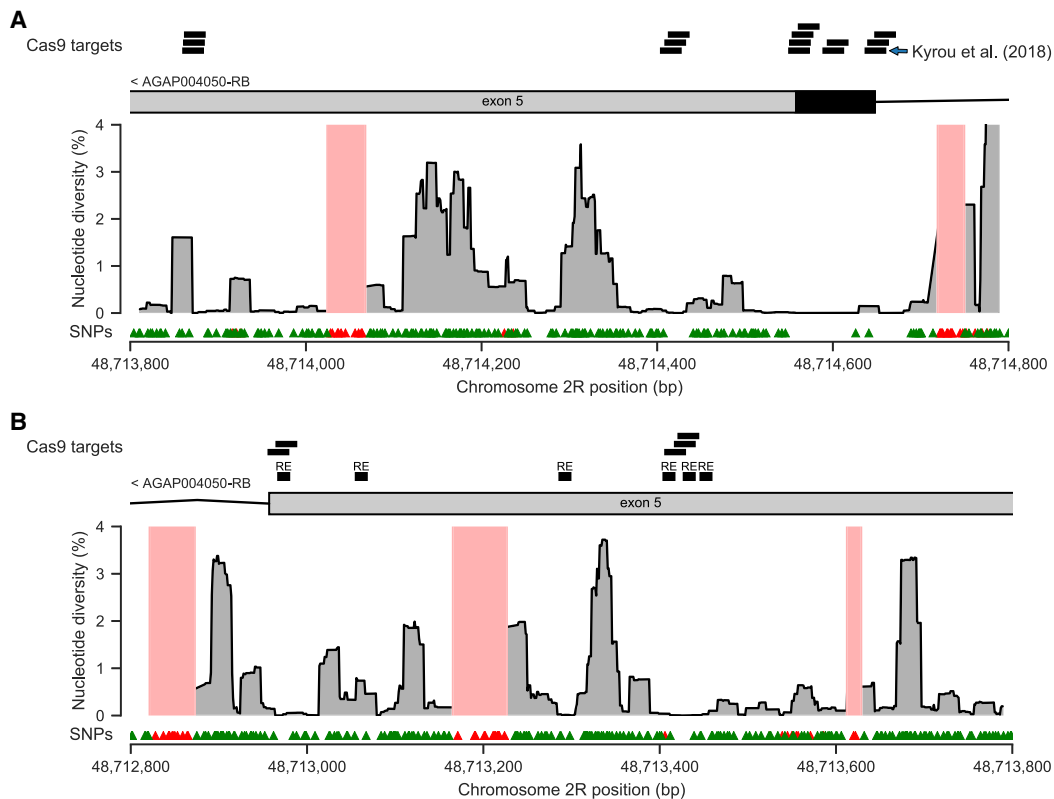 A
Cas9 targets
Kyrou et al. (2018)
< AGAP004050-RB
exon 5
Nucleotide diversity (%)
4
3
2
1
0
SNPs
48,713,800
48,714,000
48,714,200
48,714,400
48,714,600
48,714,800
Chromosome 2R position (bp)
B
Cas9 targets
RE RE RE RE RE RE
< AGAP004050-RB
exon 5
Nucleotide diversity (%)
4
3
2
1
0
SNPs
48,712,800
48,713,000
48,713,200
48,713,400
48,713,600
48,713,800
Chromosome 2R position (bp)